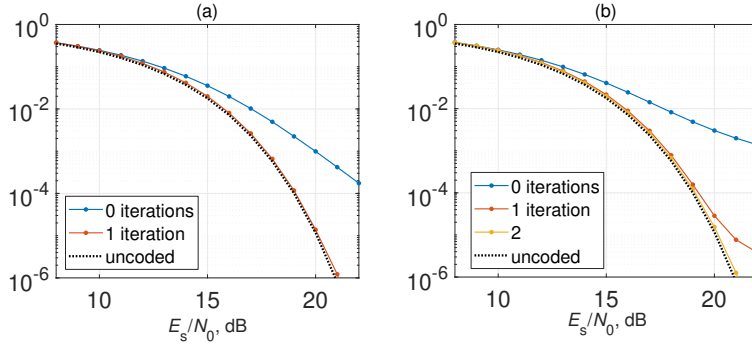 (a)
10^0
10^-2
10^-4
10^-6
0 iterations
1 iteration
uncoded
10
15
20
E_s/N_0, dB
(b)
10^0
10^-2
10^-4
10^-6
0 iterations
1 iteration
2
uncoded
10
15
20
E_s/N_0, dB